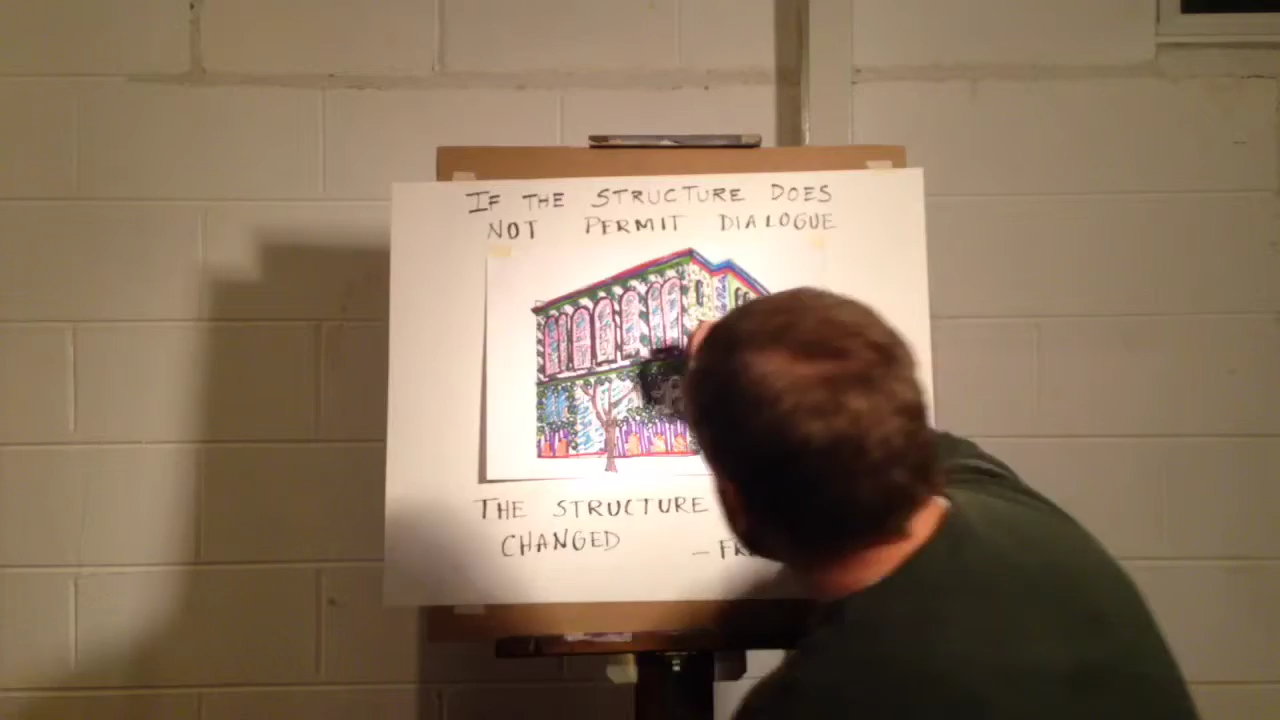 IF THE STRUCTURE DOES
NOT PERMIT DIALOGUE
THE STRUCTURE
CHANGED